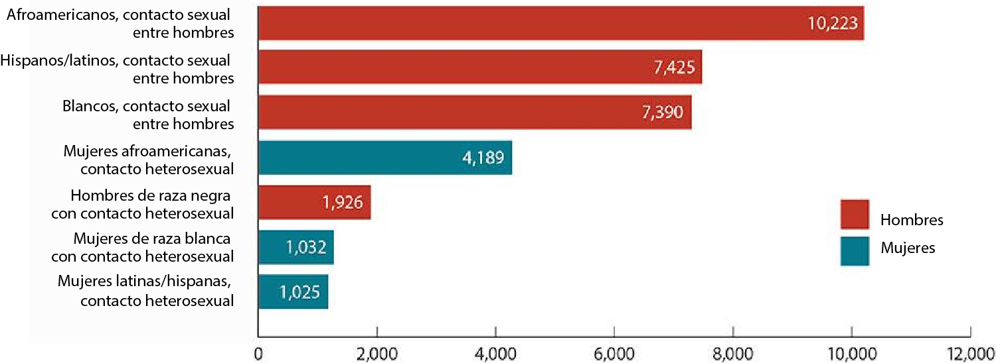 Afroamericanos, contacto sexual
entre hombres
10,223
Hispanos/latinos, contacto sexual
entre hombres
7,425
Blancos, contacto sexual
entre hombres
7,390
Mujeres afroamericanas,
contacto heterosexual
4,189
Hombres de raza negra
con contacto heterosexual
1,926
Mujeres de raza blanca
con contacto heterosexual
1,032
Mujeres latinas/hispanas,
contacto heterosexual
1,025
Hombres
Mujeres
0 2,000 4,000 6,000 8,000 10,000 12,000